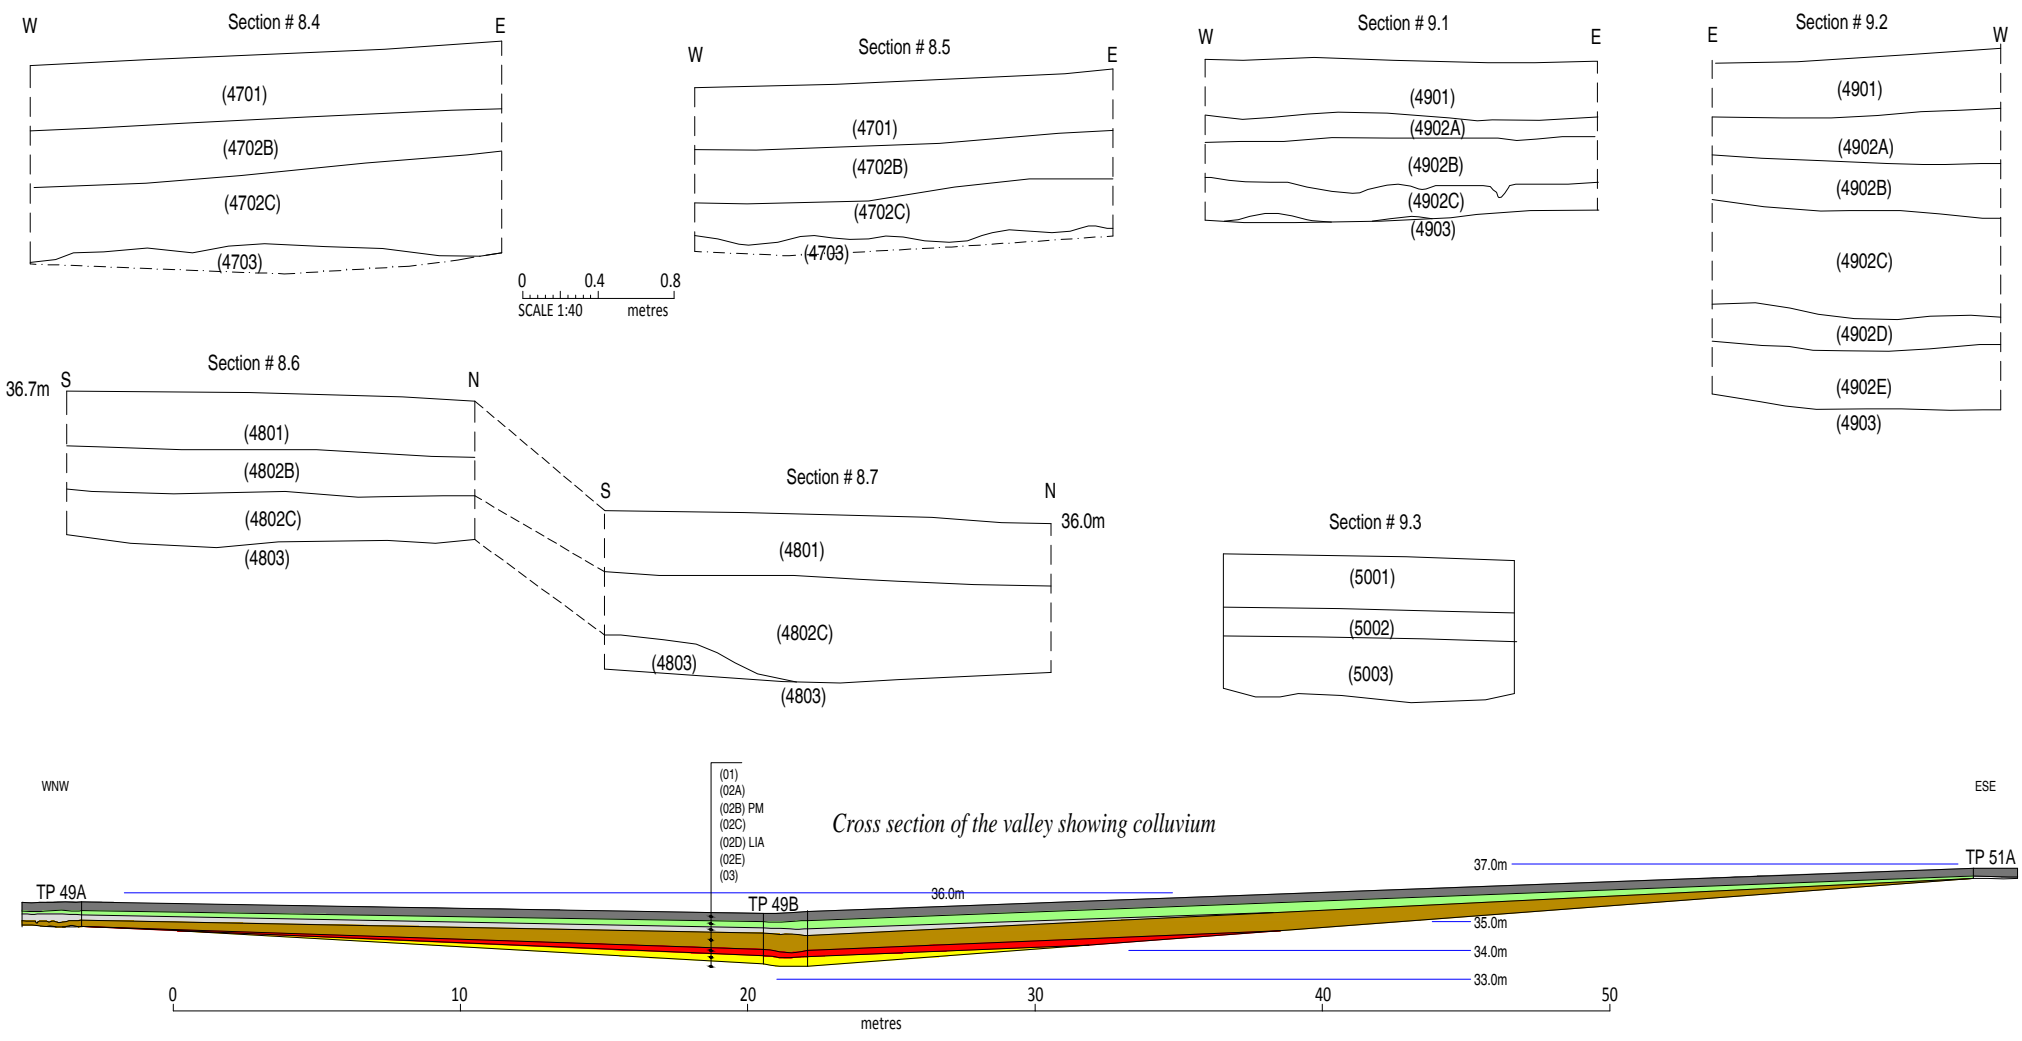 Section # 8.4
W
E
(4701)
(4702B)
(4702C)
(4703)
Section # 8.5
W
E
(4701)
(4702B)
(4702C)
(4703)
0 0.4 0.8
SCALE 1:40 metres
Section # 9.1
W
E
(4901)
(4902A)
(4902B)
(4902C)
(4903)
Section # 9.2
E
W
(4901)
(4902A)
(4902B)
(4902C)
(4902D)
(4902E)
(4903)
Section # 8.6
36.7m
S
N
(4801)
(4802B)
(4802C)
(4803)
Section # 8.7
S
N
36.0m
(4801)
(4802C)
(4803)
(4803)
Section # 9.3
(5001)
(5002)
(5003)
WNW
ESE
(01)
(02A)
(02B) PM
(02C)
(02D) LIA
(02E)
(03)
Cross section of the valley showing colluvium
TP 49A
TP 49B
TP 51A
37.0m
36.0m
35.0m
34.0m
33.0m
0 10 20 30 40 50
metres